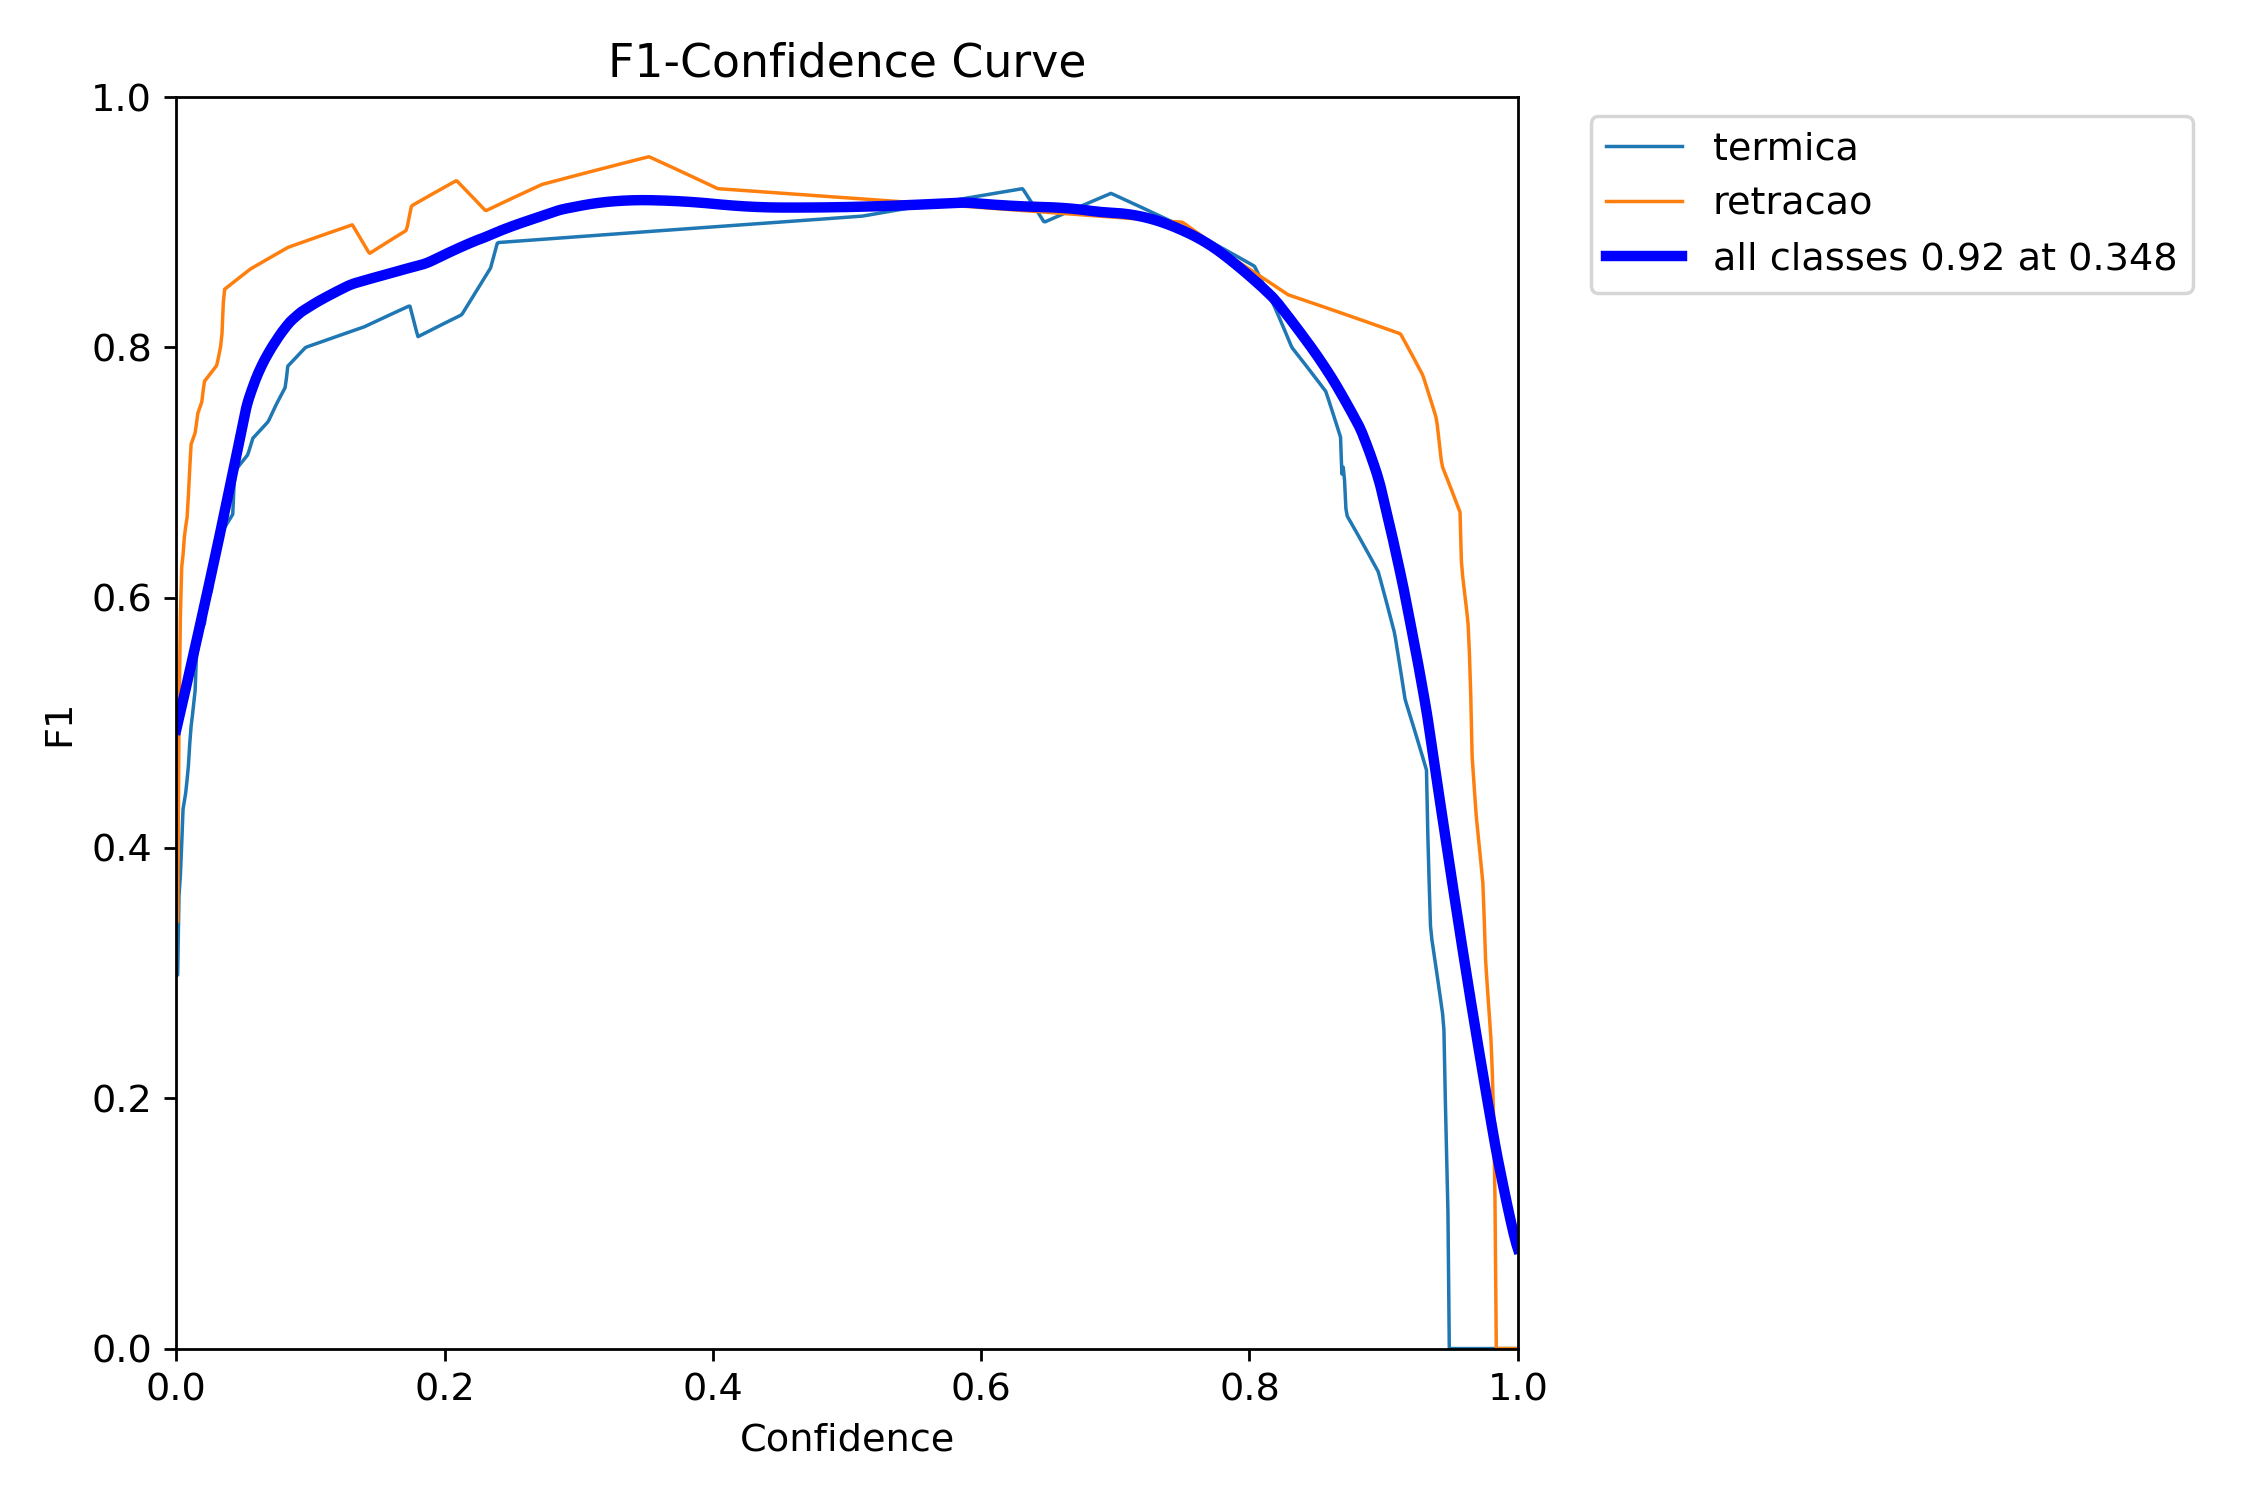 F1-Confidence Curve
1.0
0.8
0.6
0.4
0.2
0.0
F1
0.0 0.2 0.4 0.6 0.8 1.0
Confidence
termica
retracao
all classes 0.92 at 0.348